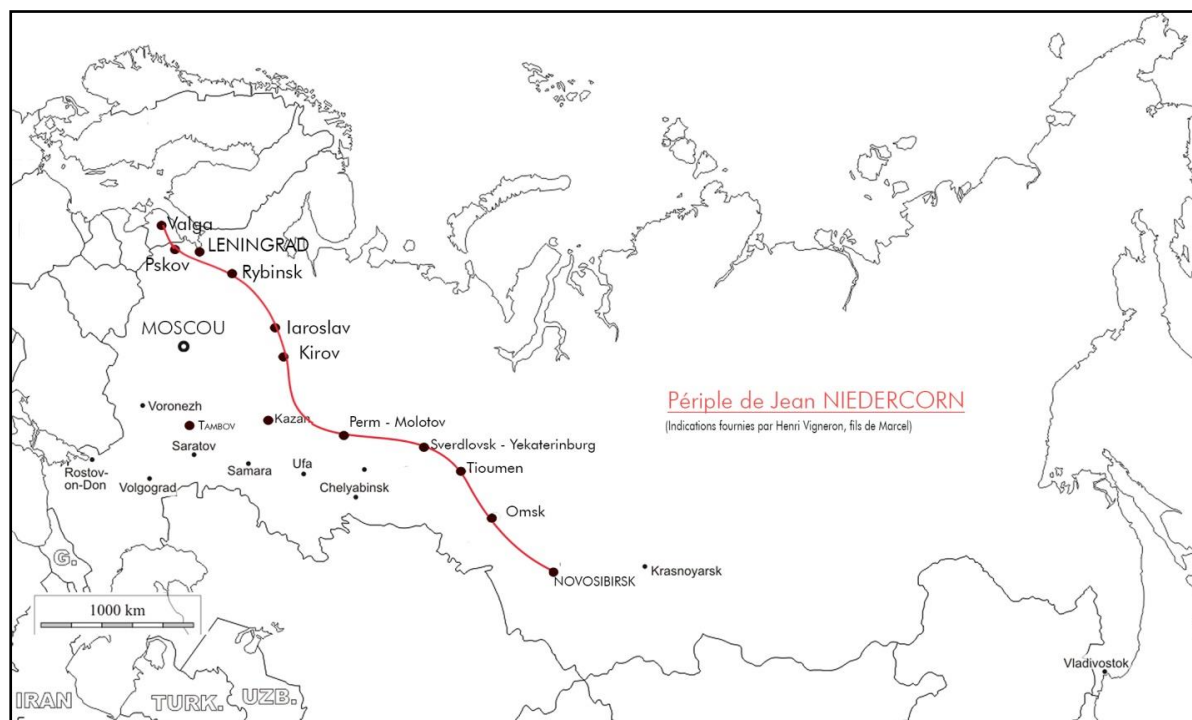 Valga
LENINGRAD
Pskov
Rybinsk
Iaroslav
MOSCOU
Kirov
Périple de Jean NIEDERCORN
(Indications fournies par Henri Vigneron, fils de Marcel)
Voronezh
TAMBOV
Kazan
Perm - Molotov
Saratov
Sverdlovsk - Yekaterinburg
Rostov-
on-Don
Samara
Ufa
Tioumen
Volgograd
Chelyabinsk
Omsk
G.
NOVOSIBIRSK
Krasnoyarsk
1000 km
Vladivostok
IRAN
TURK.
UZB.